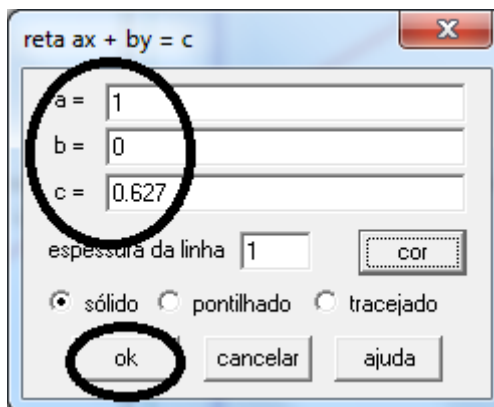 reta ax + by = c
a = 1
b = 0
c = 0.627
espessura da linha 1 cor
sólido pontilhado tracejado
ok cancelar ajuda